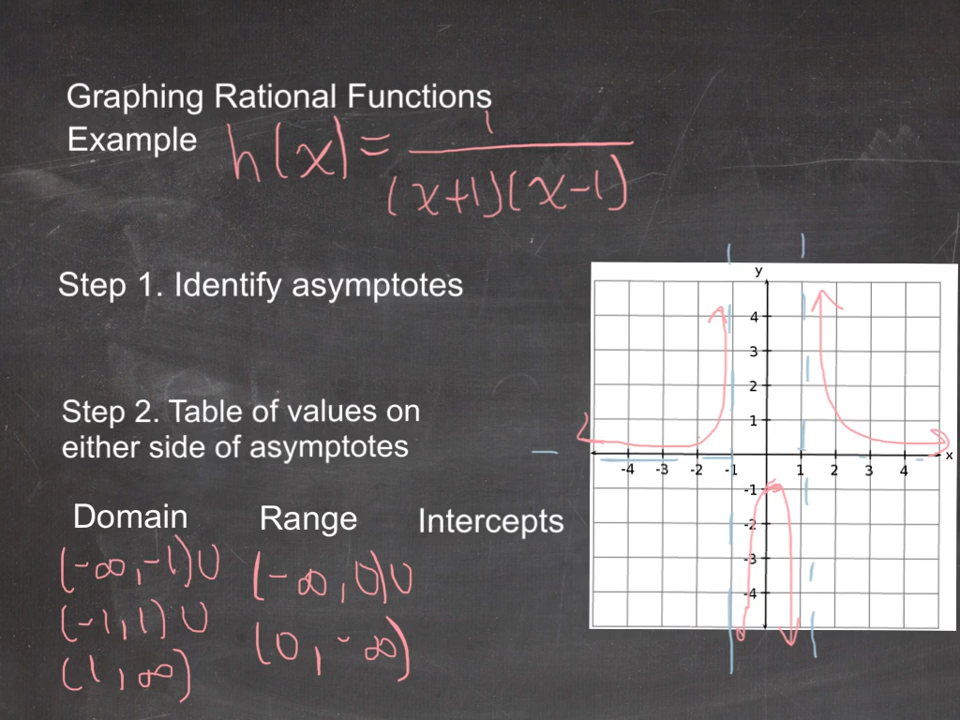 Graphing Rational Functions
Example h(x) = 1/((x+1)(x-1))
Step 1. Identify asymptotes
Step 2. Table of values on
either side of asymptotes
Domain Range Intercepts
(-∞,-1)∪ (-∞,0)∪
(-1,1)∪ (0,-∞)
(1,∞)
y
4
3
2
1
-4 -3 -2 -1 1 2 3 4 x
-1
-2
-3
-4